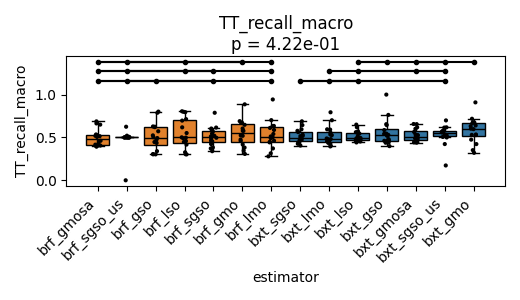 TT_recall_macro
p = 4.22e-01
TT_recall_macro
1.0
0.5
0.0
brf_gmosa
brf_sgso_us
brf_gso
brf_lso
brf_sgso
brf_gmo
brf_lmo
bxt_sgso
bxt_lmo
bxt_lso
bxt_gso
bxt_gmosa
bxt_sgso_us
bxt_gmo
estimator